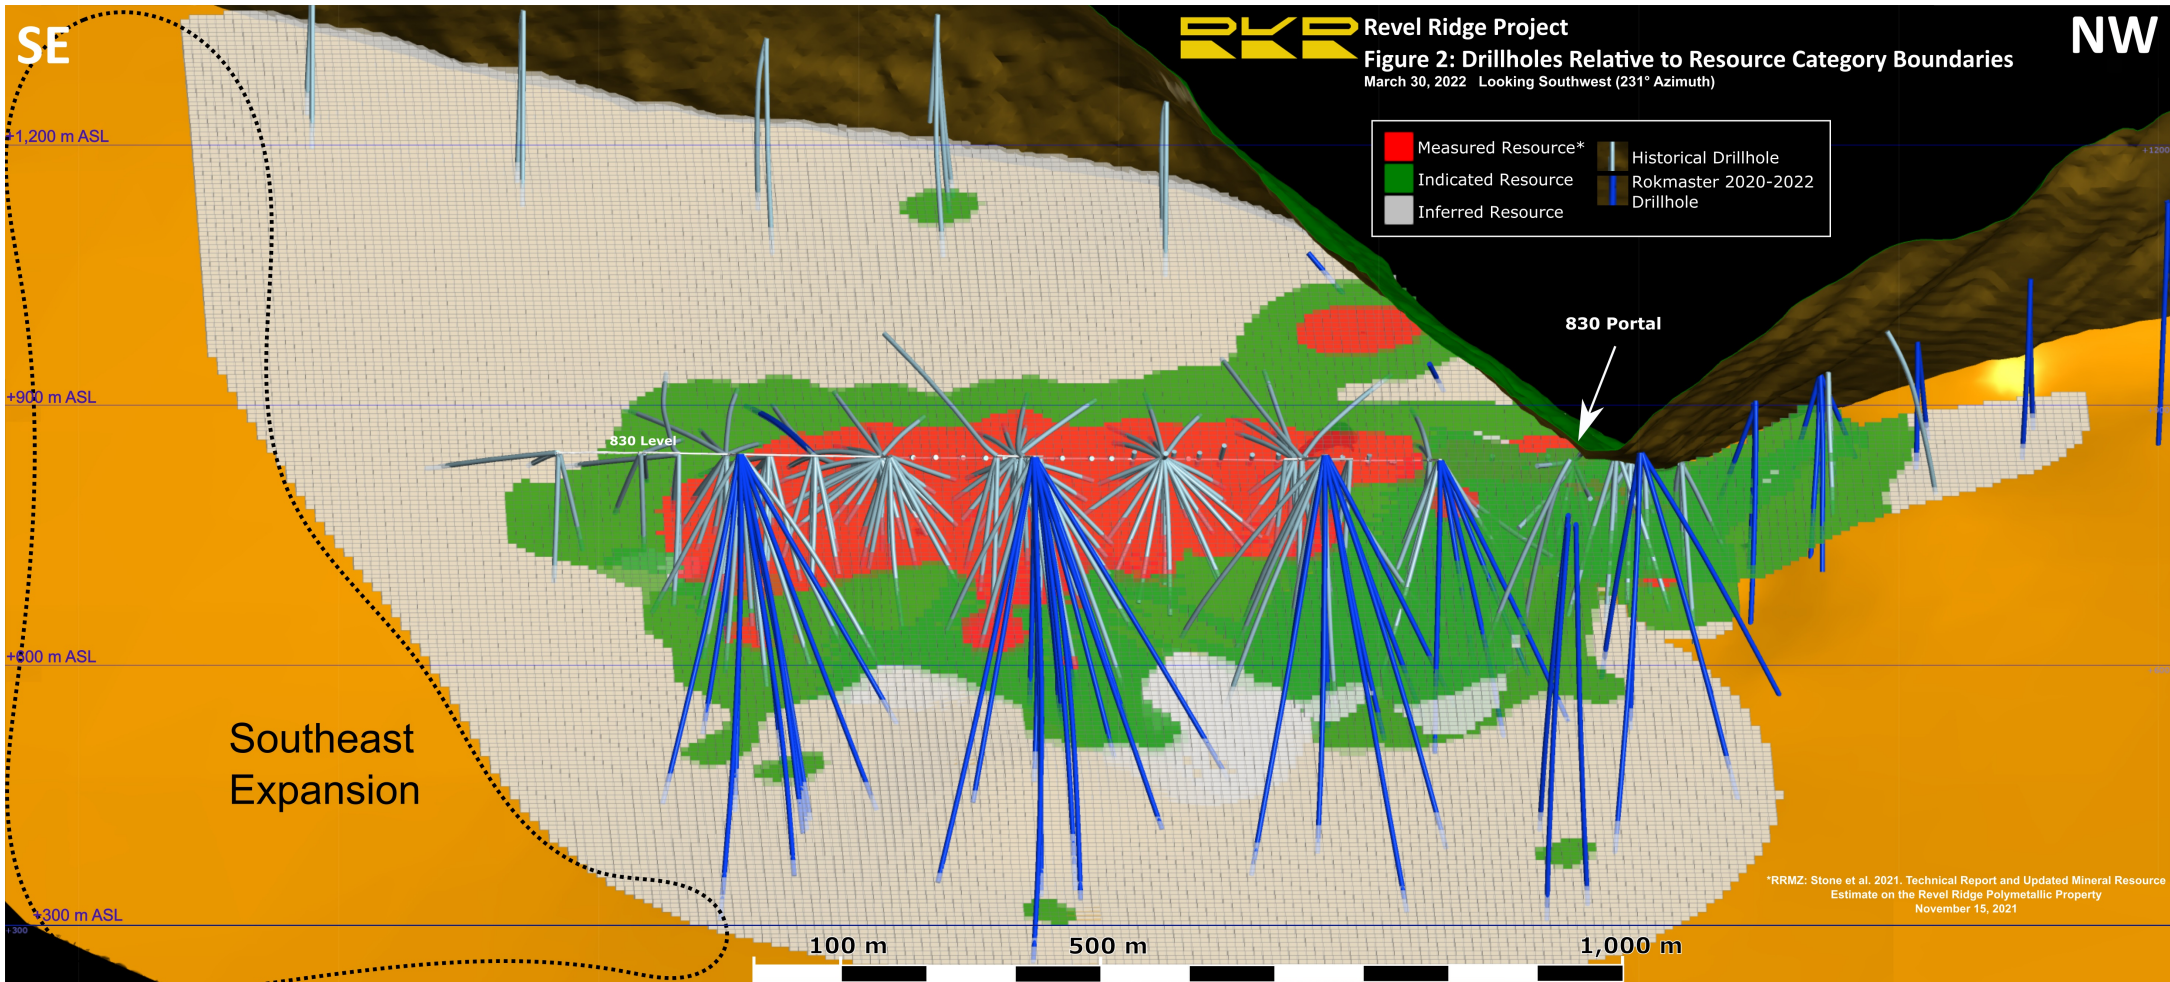 SE
Revel Ridge Project
NW
Figure 2: Drillholes Relative to Resource Category Boundaries
March 30, 2022 Looking Southwest (231° Azimuth)
Measured Resource*
Indicated Resource
Inferred Resource
Historical Drillhole
Rokmaster 2020-2022
Drillhole
+1,200 m ASL
+1200
830 Portal
+900 m ASL
830 Level
+600 m ASL
Southeast
Expansion
*RRMZ: Stone et al. 2021. Technical Report and Updated Mineral Resource
Estimate on the Revel Ridge Polymetallic Property
November 15, 2021
+300 m ASL
+300
100 m
500 m
1,000 m